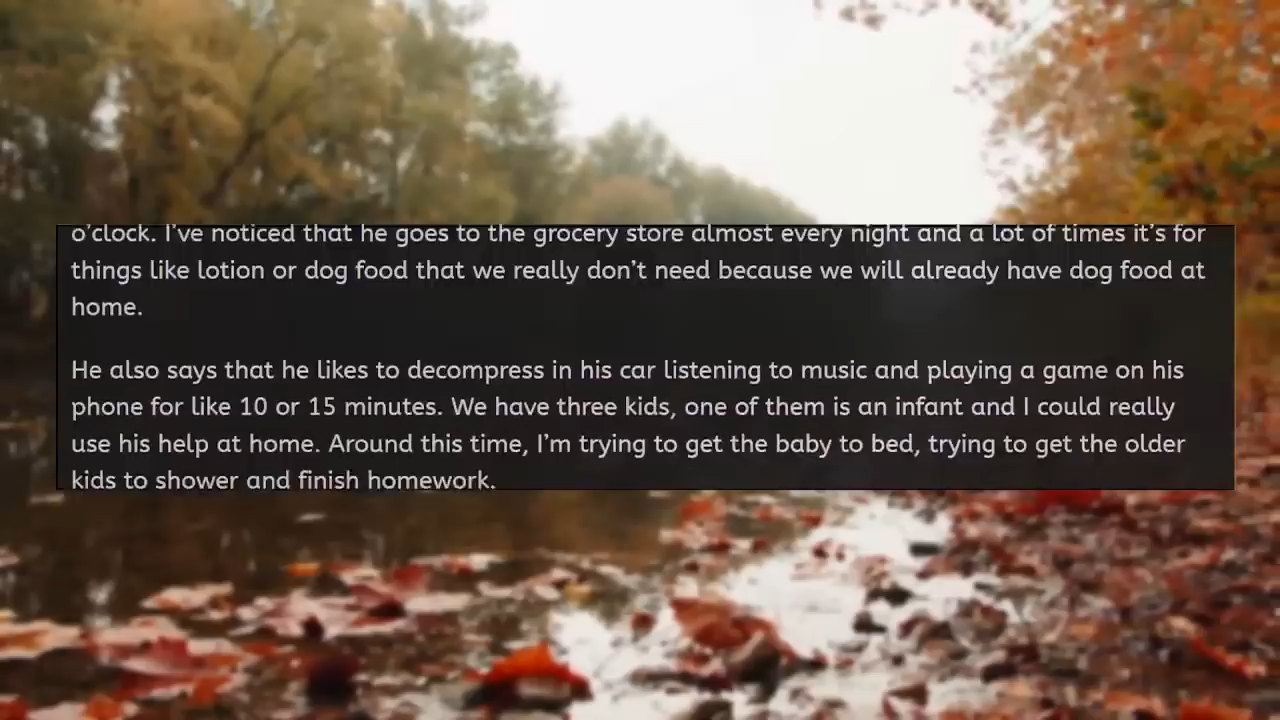 o’clock. I’ve noticed that he goes to the grocery store almost every night and a lot of times it’s for
things like lotion or dog food that we really don’t need because we will already have dog food at
home.
He also says that he likes to decompress in his car listening to music and playing a game on his
phone for like 10 or 15 minutes. We have three kids, one of them is an infant and I could really
use his help at home. Around this time, I’m trying to get the baby to bed, trying to get the older
kids to shower and finish homework.